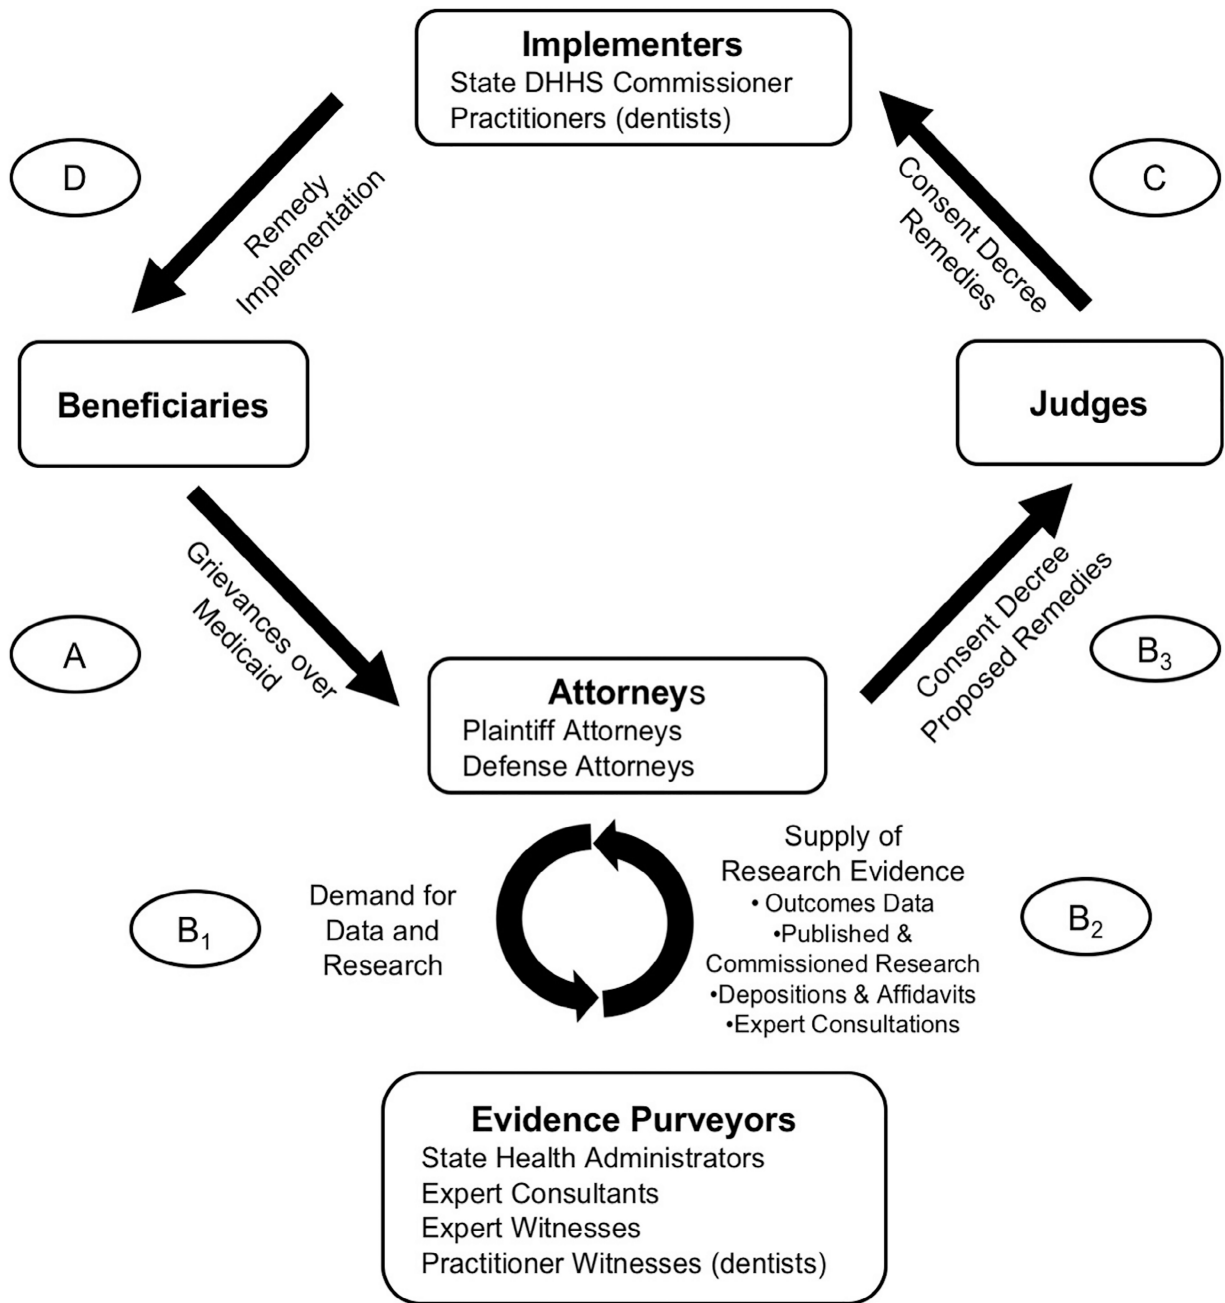 Implementers
State DHHS Commissioner
Practitioners (dentists)
D
Remedy
Implementation
Consent Decree
Remedies
C
Beneficiaries
Judges
A
Grievances over
Medicaid
Attorneys
Plaintiff Attorneys
Defense Attorneys
Consent Decree
Proposed Remedies
B₃
B₁
Demand for
Data and
Research
Supply of
Research Evidence
• Outcomes Data
•Published &
Commissioned Research
•Depositions & Affidavits
•Expert Consultations
B₂
Evidence Purveyors
State Health Administrators
Expert Consultants
Expert Witnesses
Practitioner Witnesses (dentists)